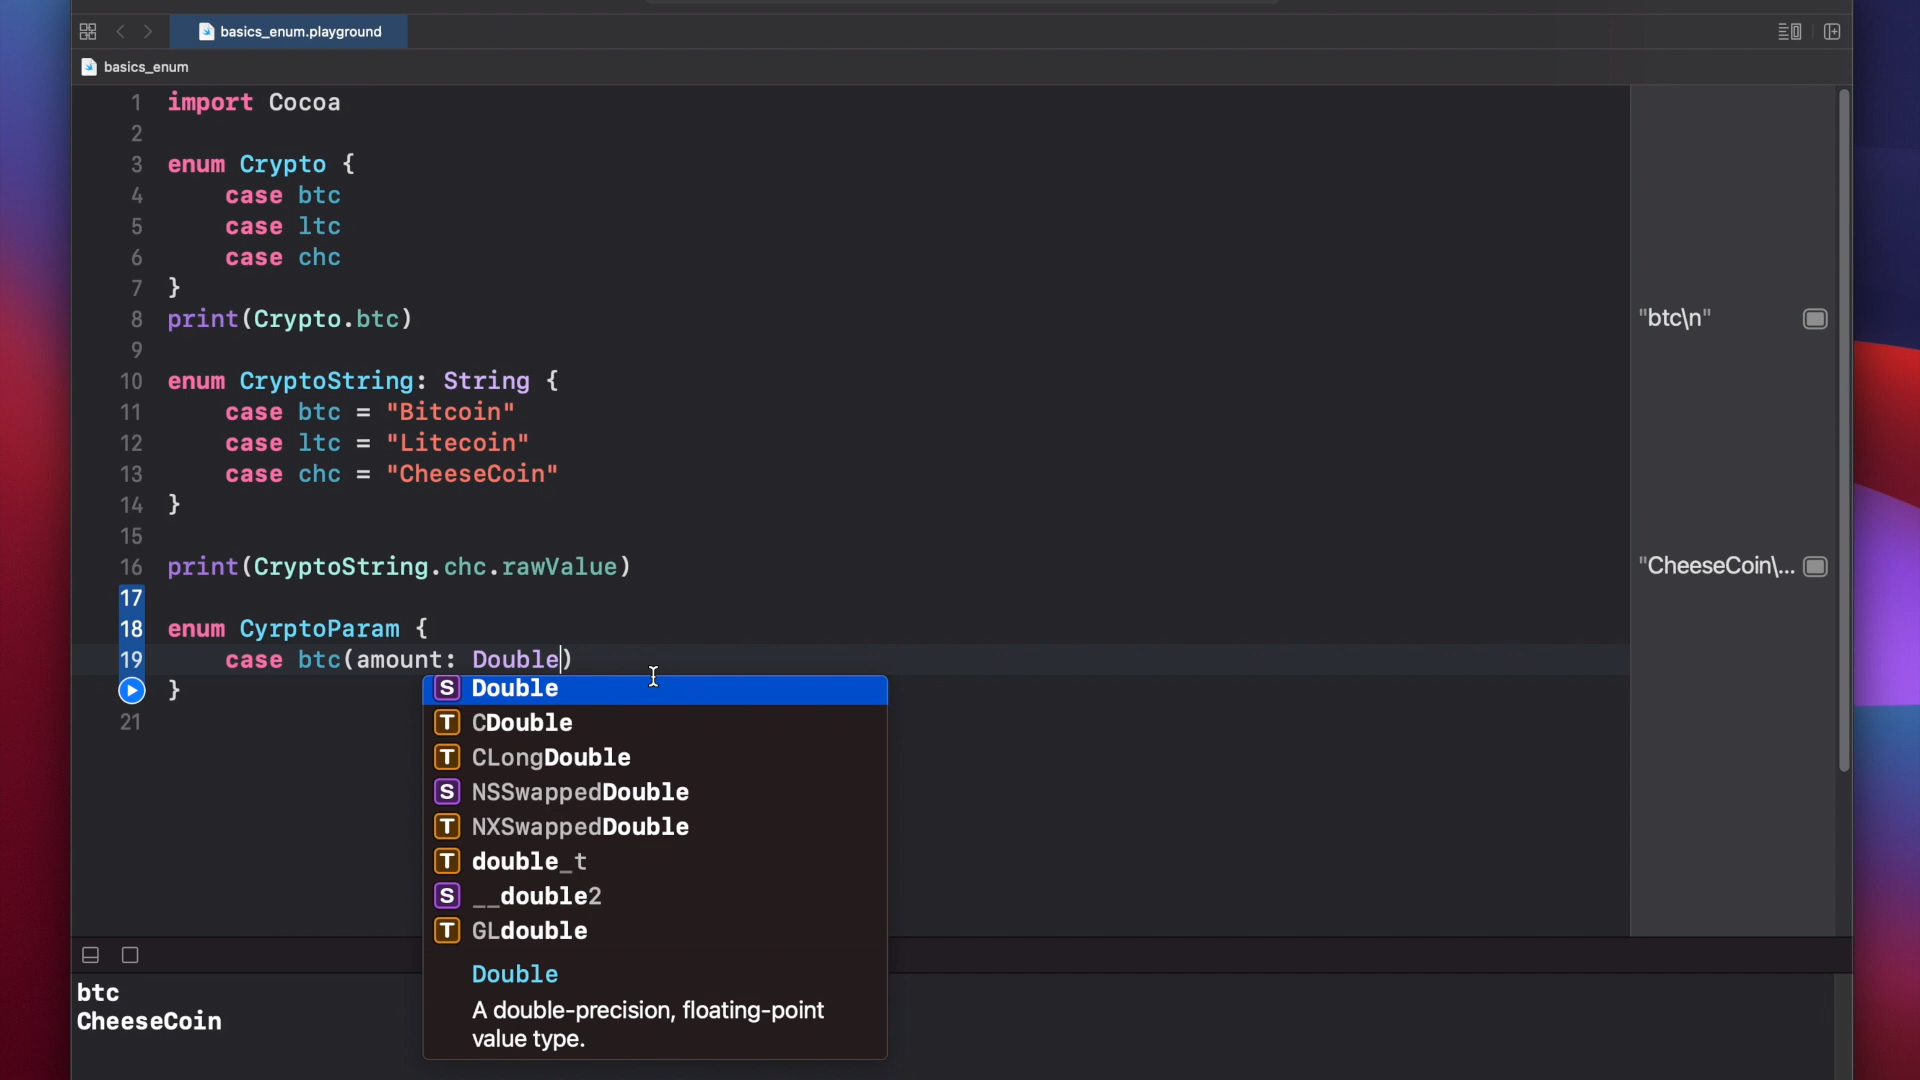 basics_enum.playground
basics_enum
1 import Cocoa
2
3 enum Crypto {
4 case btc
5 case ltc
6 case chc
7 }
8 print(Crypto.btc) "btc\n"
9
10 enum CryptoString: String {
11 case btc = "Bitcoin"
12 case ltc = "Litecoin"
13 case chc = "CheeseCoin"
14 }
15
16 print(CryptoString.chc.rawValue) "CheeseCoin\...
17
18 enum CyrptoParam {
19 case btc(amount: Double)
}
21
S Double
T CDouble
T CLongDouble
S NSSwappedDouble
T NXSwappedDouble
T double_t
S __double2
T GLdouble
Double
A double-precision, floating-point
value type.
btc
CheeseCoin